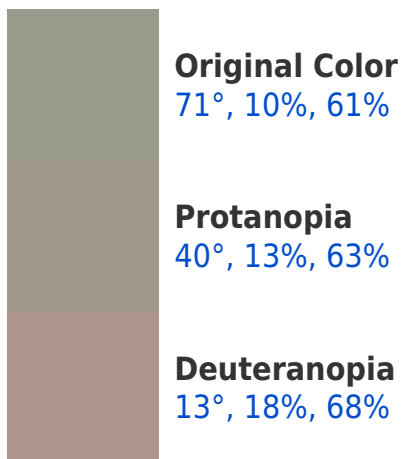 Original Color
71°, 10%, 61%
Protanopia
40°, 13%, 63%
Deuteranopia
13°, 18%, 68%